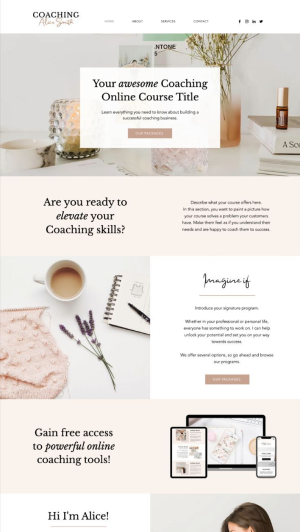 COACHING
Alice Smith
HOME
ABOUT
SERVICES
CONTACT
ANTONE
5
Your awesome Coaching
Online Course Title
Learn everything you need to know about building a
successful coaching business.
OUR PACKAGES
A S
Are you ready to
elevate your
Coaching skills?
Describe what your course offers here.
In this section, you want to paint a picture how
your course solves a problem your customers
have. Make them feel as if you understand their
needs and are happy to coach them to success.
Imagine if
Introduce your signature program.
Whether in your professional or personal life,
everyone has something to work on. I can help
unlock your potential and set you on your way
towards success.
We offer several options, so go ahead and browse
our programs.
OUR PACKAGES
Gain free access
to powerful online
coaching tools!
Hi I'm Alice!